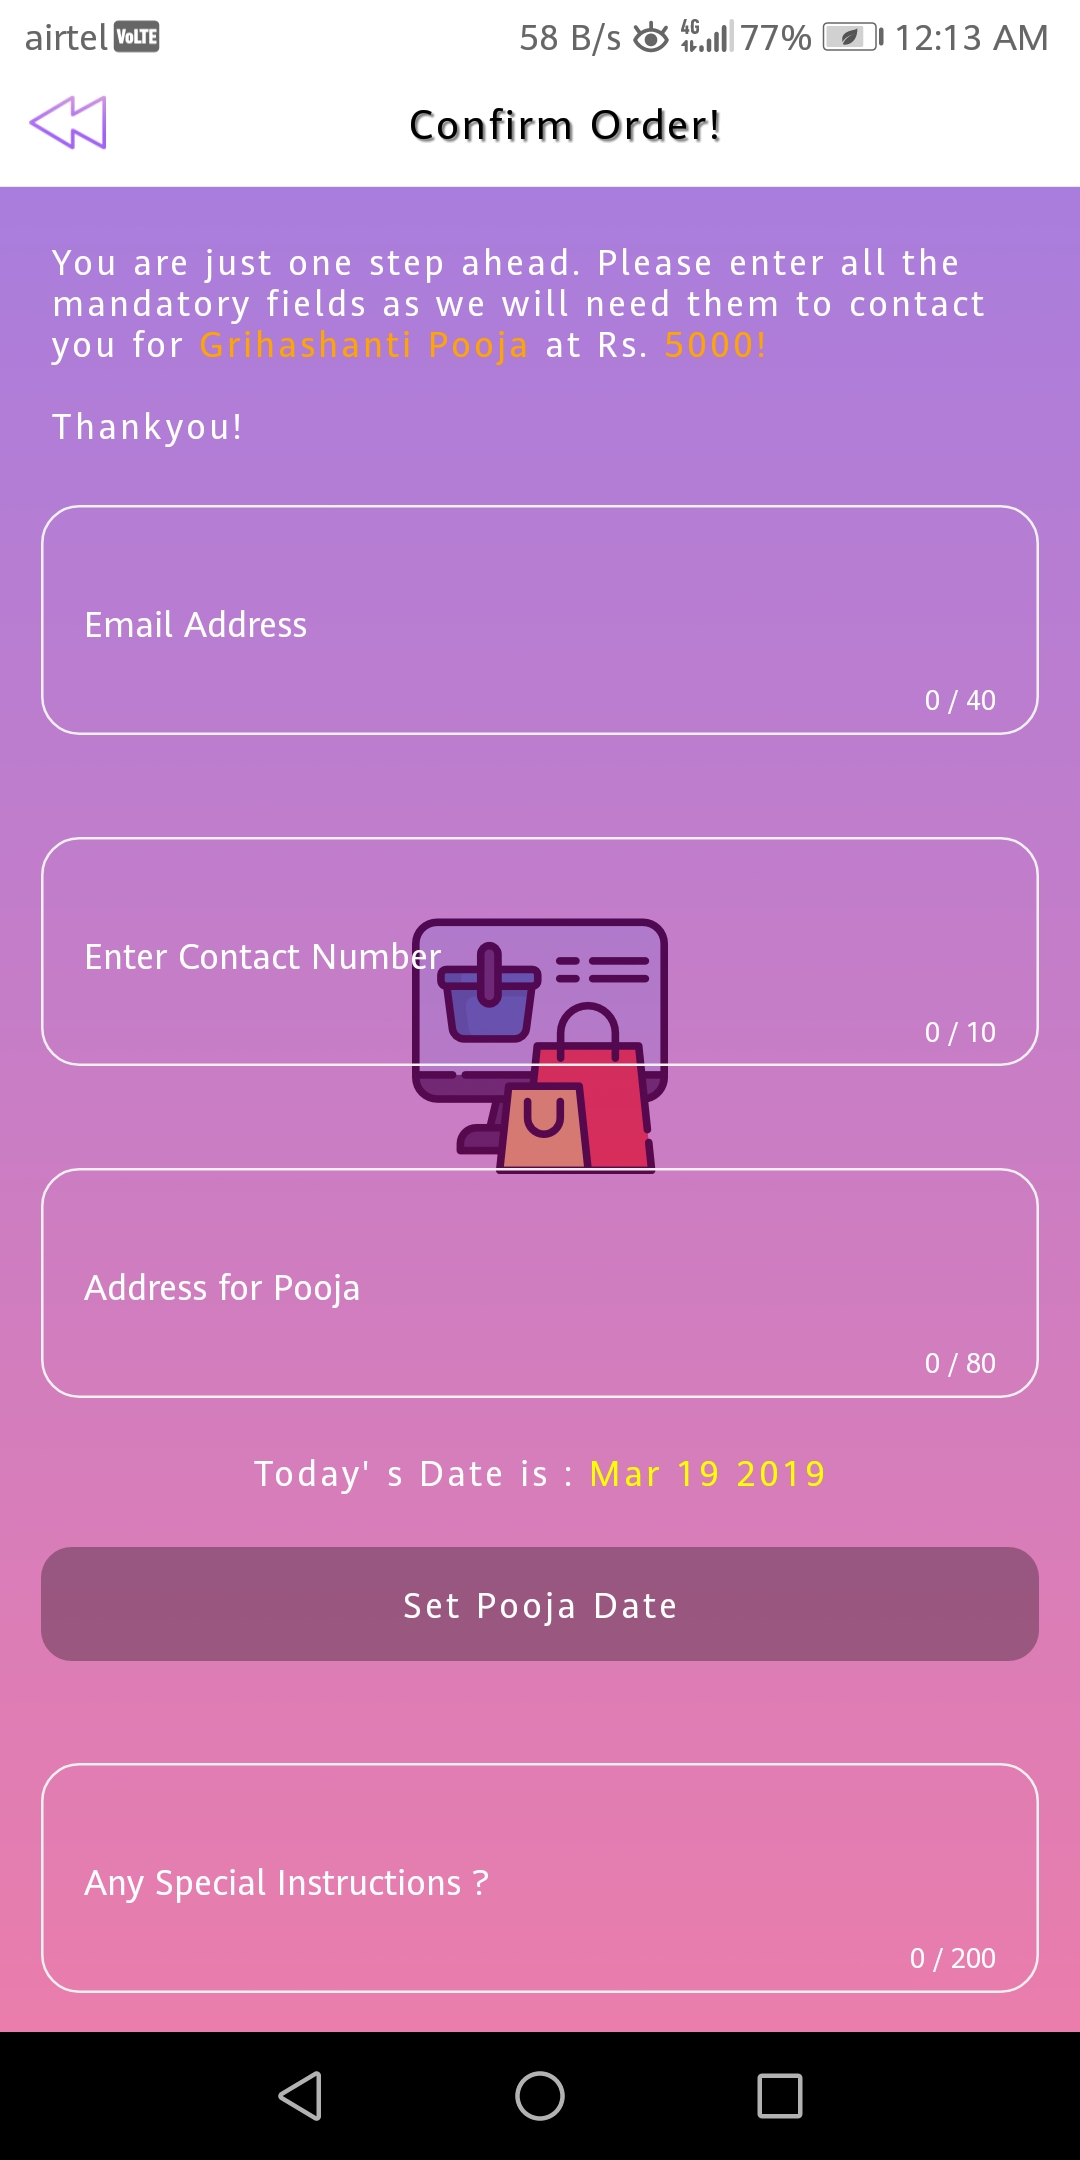 airtel VoLTE 58 B/s 4G 77% 12:13 AM
Confirm Order!
You are just one step ahead. Please enter all the
mandatory fields as we will need them to contact
you for Grihashanti Pooja at Rs. 5000!
Thankyou!
Email Address
0 / 40
Enter Contact Number
0 / 10
Address for Pooja
0 / 80
Today' s Date is : Mar 19 2019
Set Pooja Date
Any Special Instructions ?
0 / 200